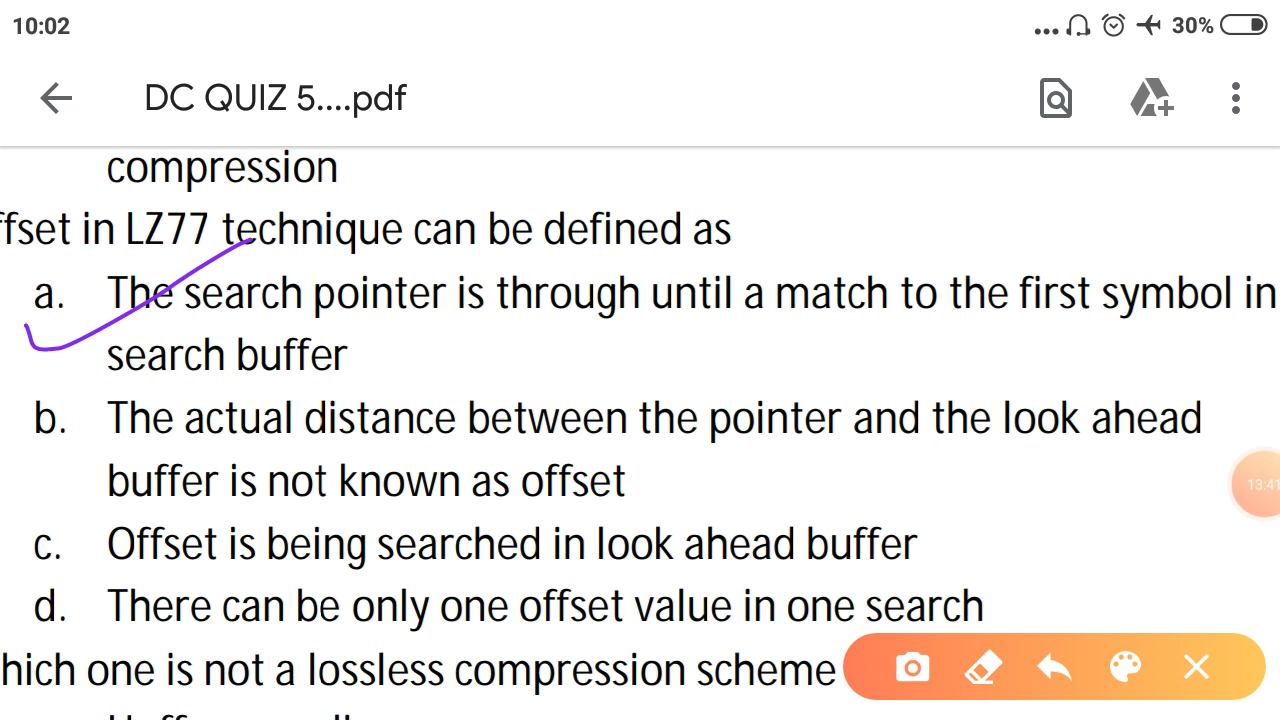 10:02
30%
DC QUIZ 5....pdf
compression
ffset in LZ77 technique can be defined as
a. The search pointer is through until a match to the first symbol in
search buffer
b. The actual distance between the pointer and the look ahead
buffer is not known as offset
13:41
c. Offset is being searched in look ahead buffer
d. There can be only one offset value in one search
hich one is not a lossless compression scheme